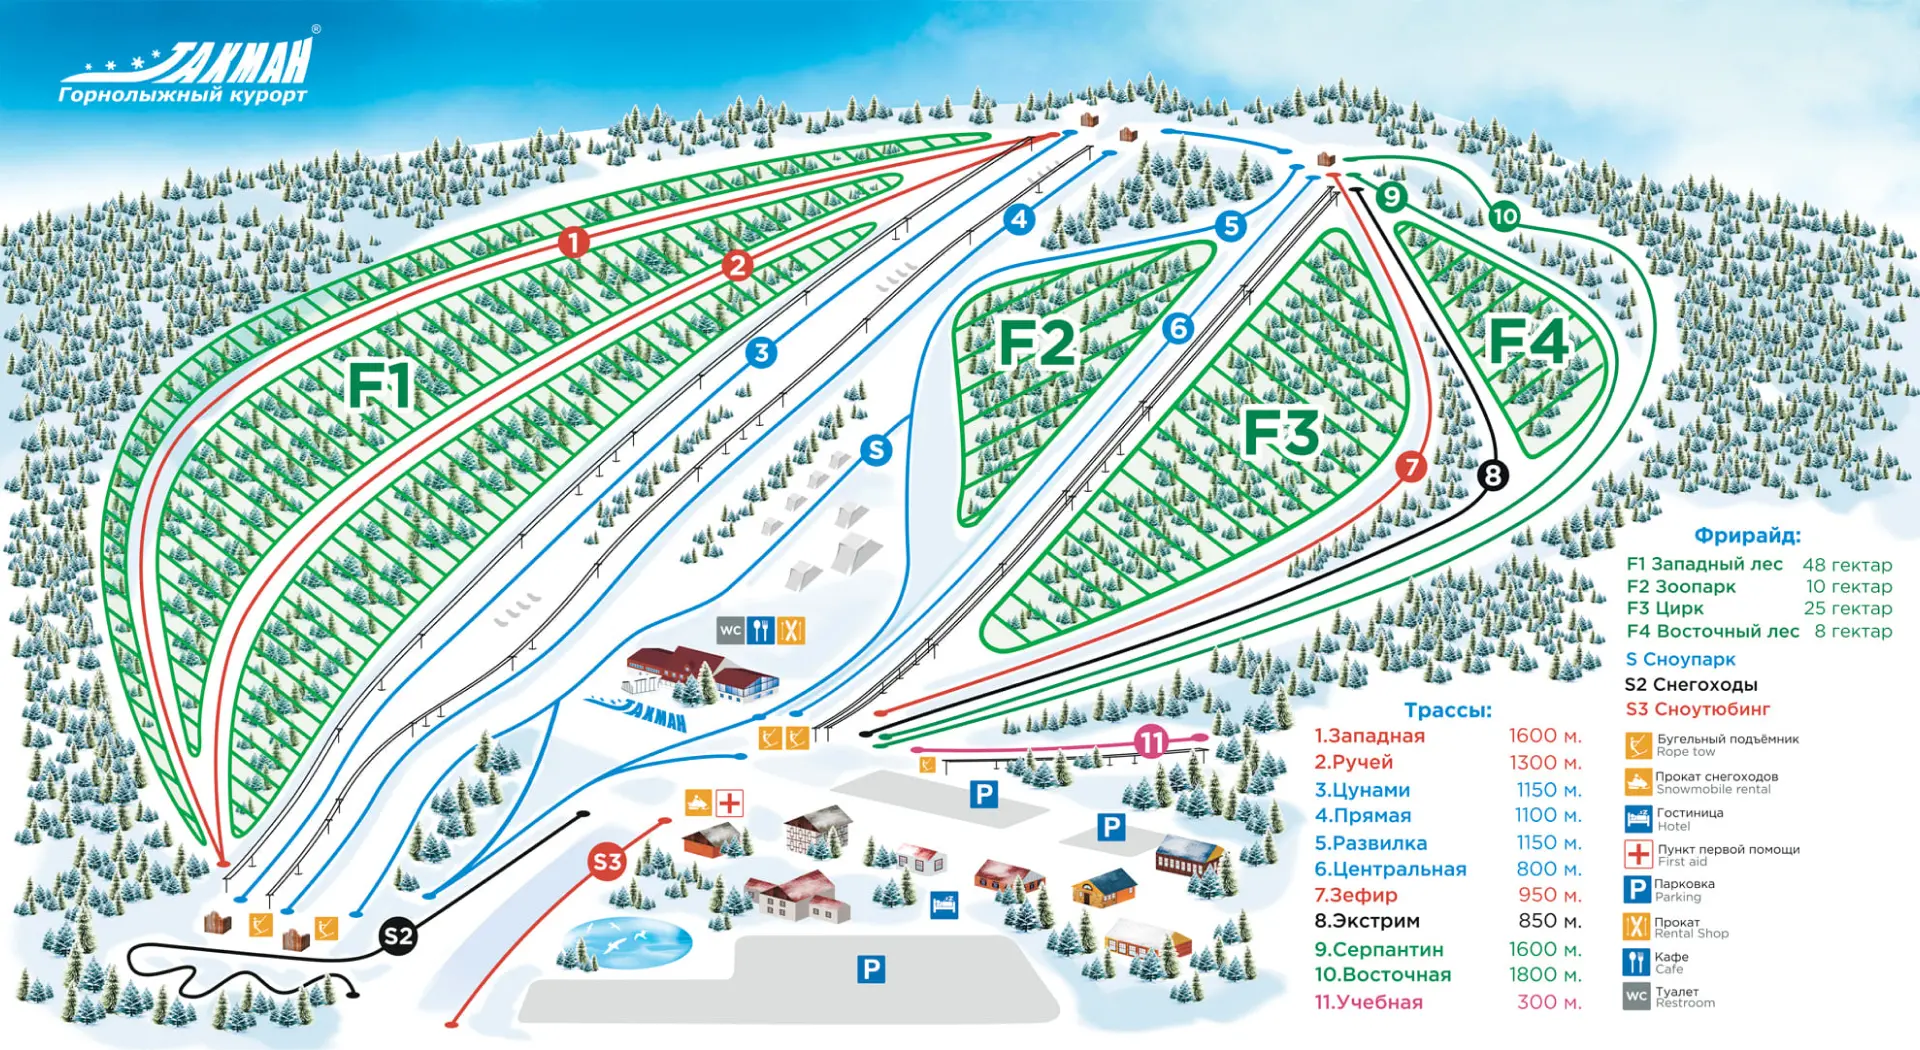 ТАКМАН®
Горнолыжный курорт
1
2
3
4
5
6
7
8
9
10
11
S
S2
S3
F1
F2
F3
F4
WC
ТАКМАН
P
P
P
Фрирайд:
F1 Западный лес 48 гектар
F2 Зоопарк 10 гектар
F3 Цирк 25 гектар
F4 Восточный лес 8 гектар
S Сноупарк
S2 Снегоходы
S3 Сноутюбинг
Трассы:
1.Западная 1600 м.
2.Ручей 1300 м.
3.Цунами 1150 м.
4.Прямая 1100 м.
5.Развилка 1150 м.
6.Центральная 800 м.
7.Зефир 950 м.
8.Экстрим 850 м.
9.Серпантин 1600 м.
10.Восточная 1800 м.
11.Учебная 300 м.
Бугельный подъёмник
Rope tow
Прокат снегоходов
Snowmobile rental
Гостиница
Hotel
Пункт первой помощи
First aid
P
Парковка
Parking
Прокат
Rental Shop
Кафе
Cafe
WC
Туалет
Restroom